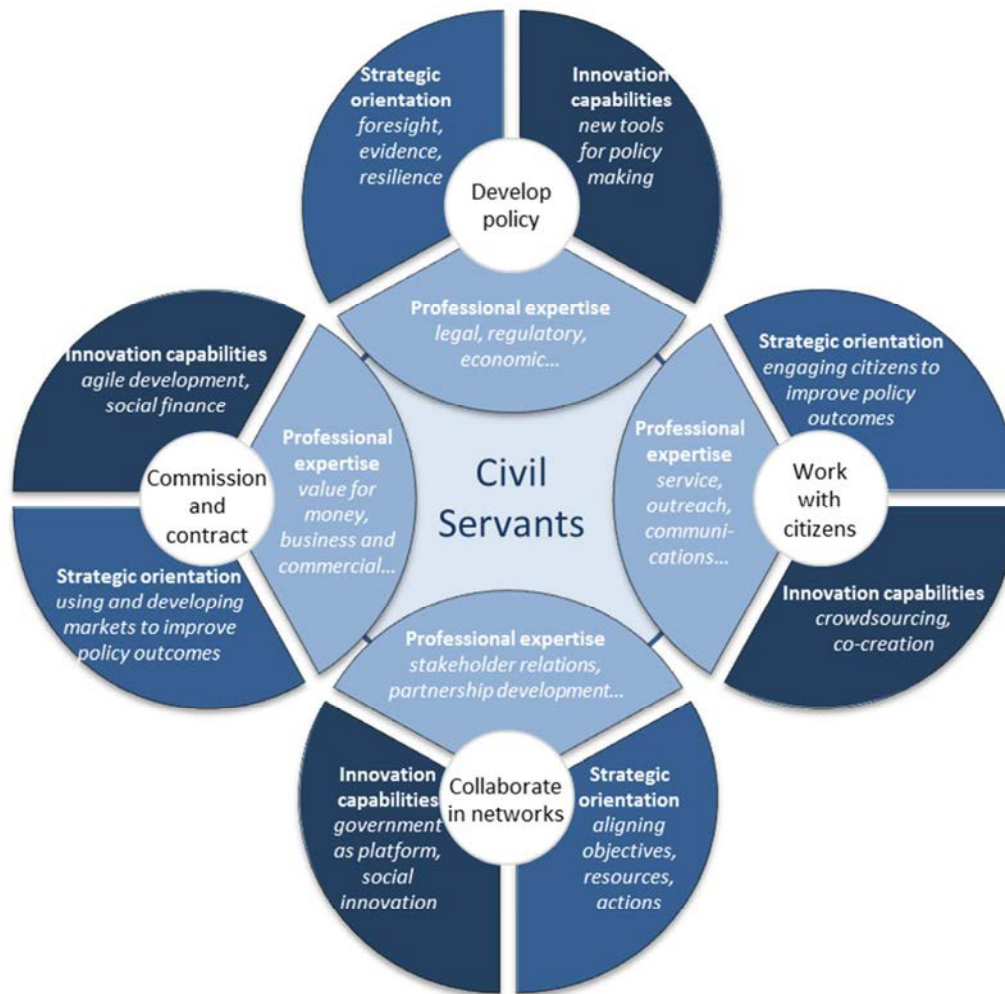 Strategic
orientation
foresight,
evidence,
resilience
Innovation
capabilities
new tools
for policy
making
Develop
policy
Professional expertise
legal, regulatory,
economic...
Innovation capabilities
agile development,
social finance
Commission
and
contract
Strategic orientation
using and developing
markets to improve
policy outcomes
Professional
expertise
value for
money,
business and
commercial...
Civil
Servants
Professional
expertise
service,
outreach,
communi-
cations...
Strategic orientation
engaging citizens to
improve policy
outcomes
Work
with
citizens
Innovation capabilities
crowdsourcing,
co-creation
Professional expertise
stakeholder relations,
partnership development...
Innovation
capabilities
government
as platform,
social
innovation
Collaborate
in networks
Strategic
orientation
aligning
objectives,
resources,
actions